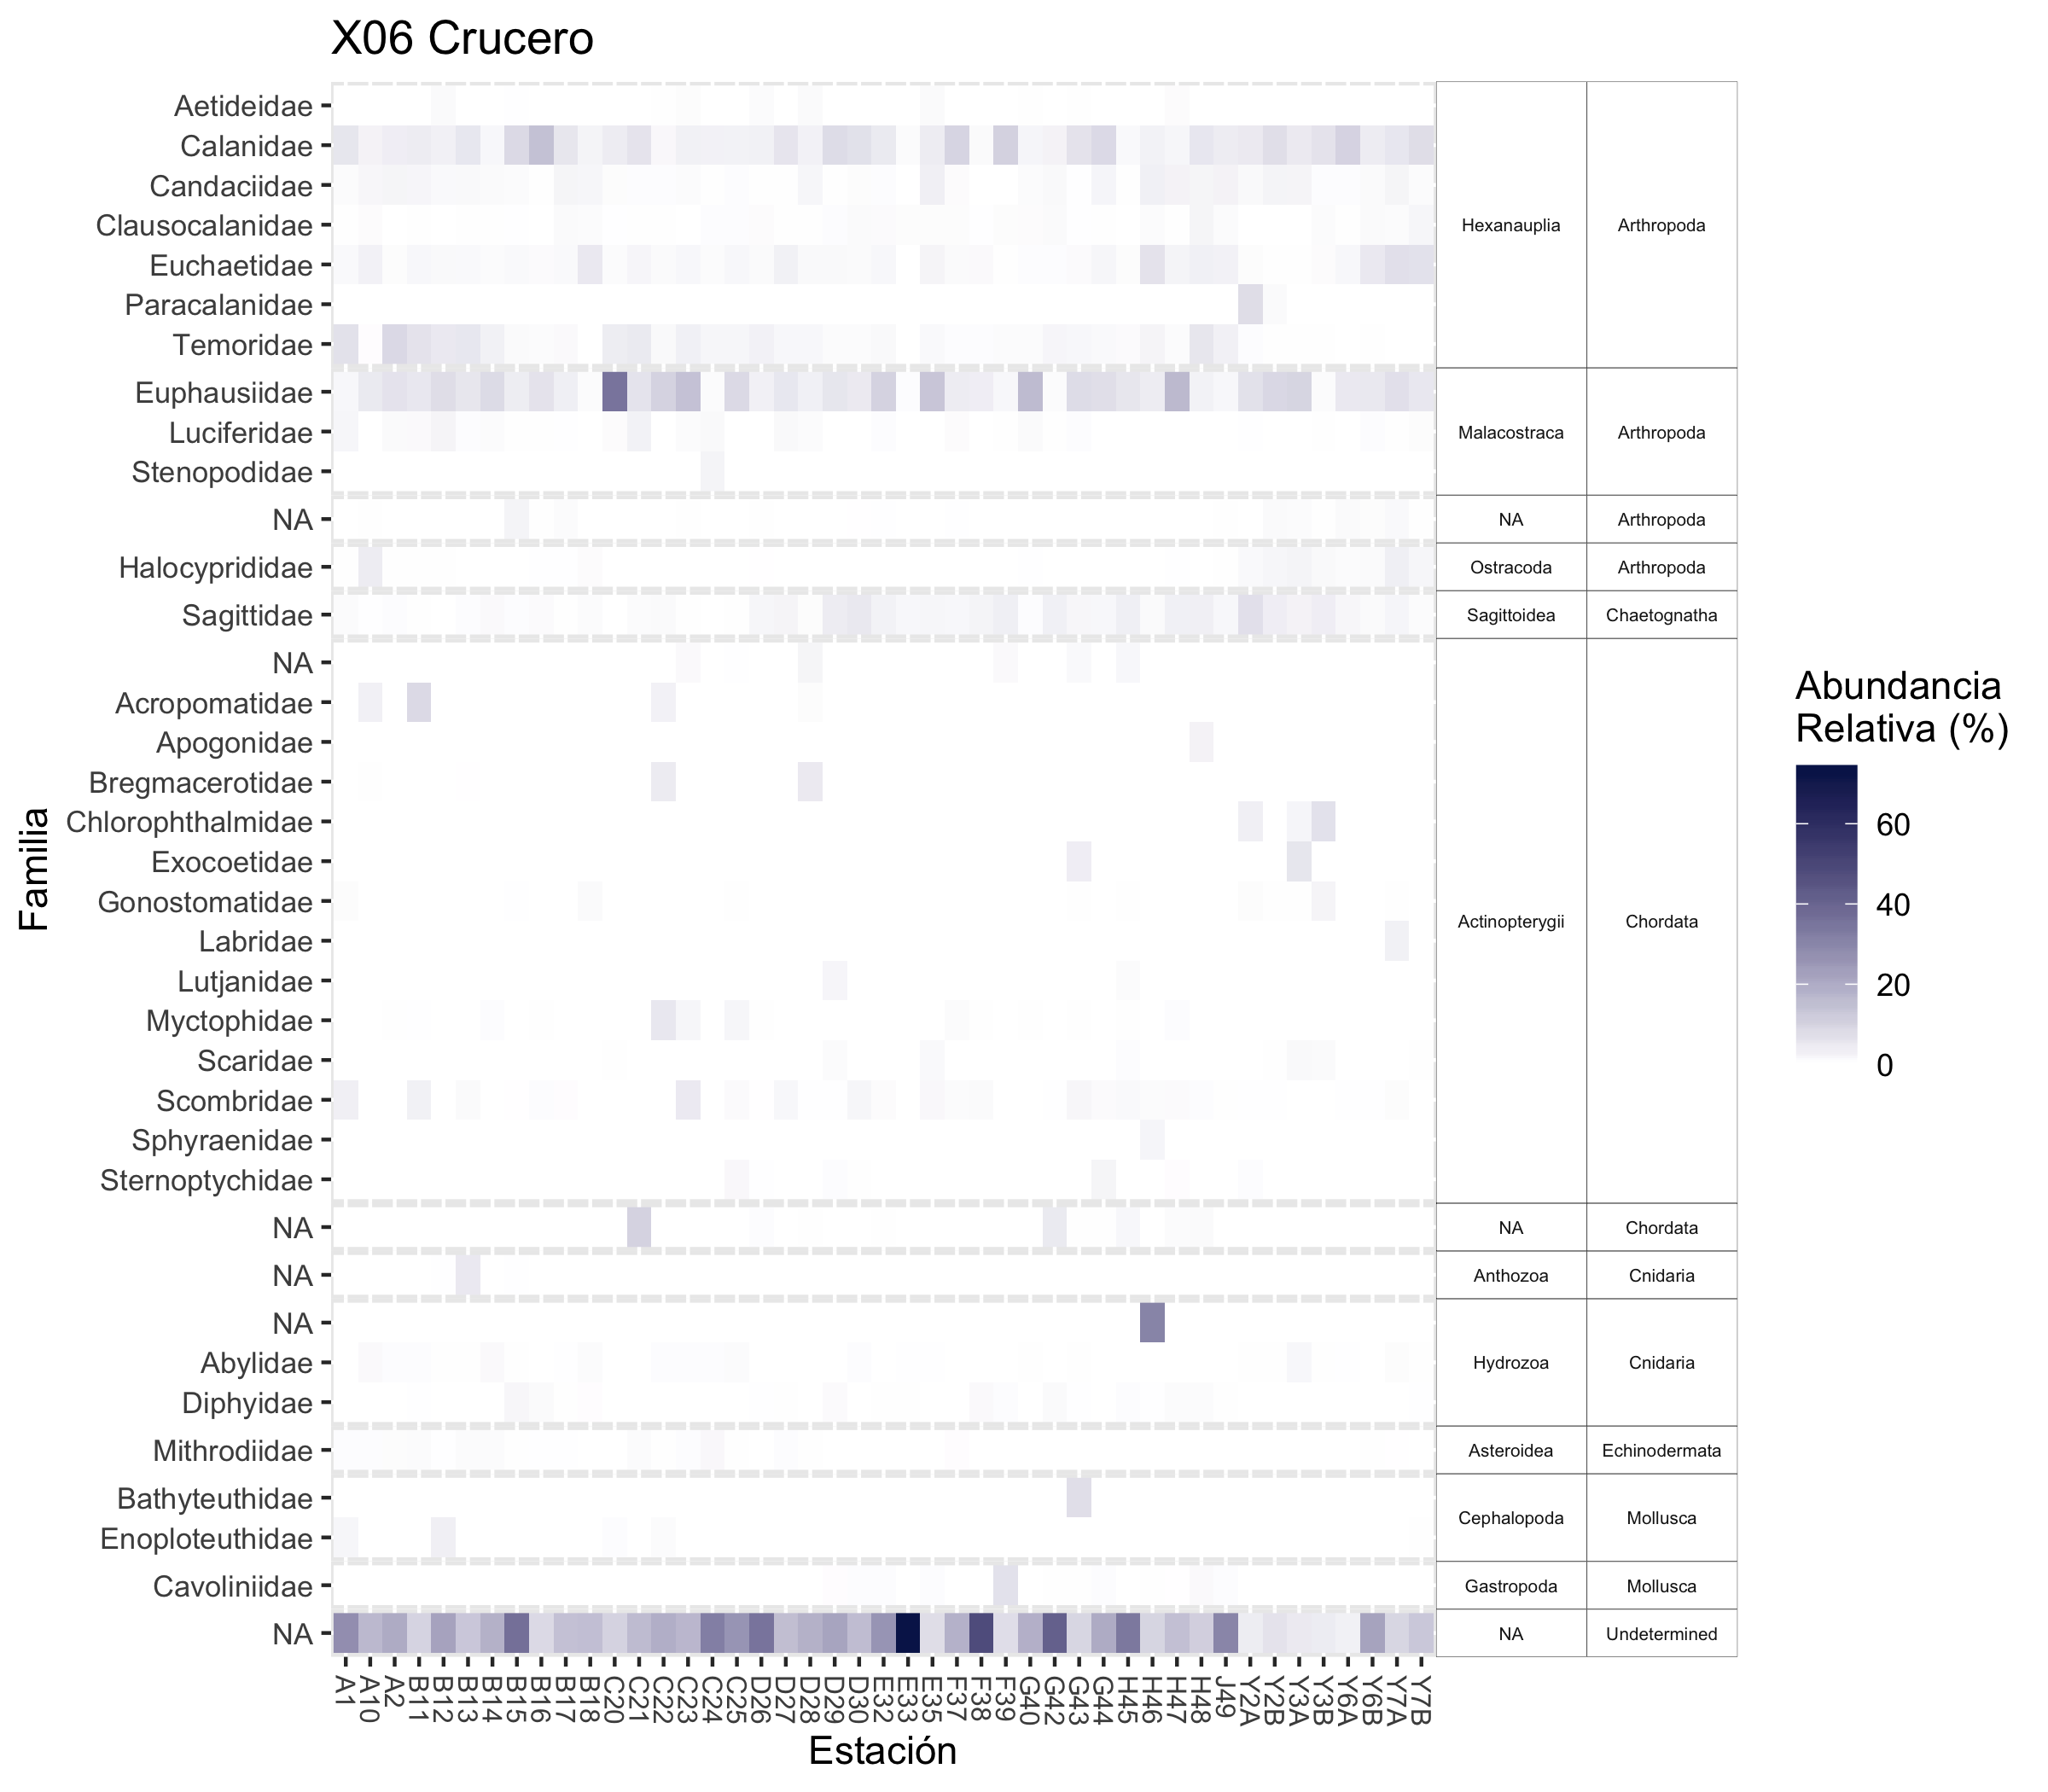 X06 Crucero
Familia
Aetideidae
Calanidae
Candaciidae
Clausocalanidae
Euchaetidae
Paracalanidae
Temoridae
Hexanauplia Arthropoda
Euphausiidae
Luciferidae
Stenopodidae
Malacostraca Arthropoda
NA NA Arthropoda
Halocyprididae Ostracoda Arthropoda
Sagittidae Sagittoidea Chaetognatha
NA
Acropomatidae
Apogonidae
Bregmacerotidae
Chlorophthalmidae
Exocoetidae
Gonostomatidae
Labridae
Lutjanidae
Myctophidae
Scaridae
Scombridae
Sphyraenidae
Sternoptychidae
Actinopterygii Chordata
NA NA Chordata
NA Anthozoa Cnidaria
NA
Abylidae
Diphyidae
Hydrozoa Cnidaria
Mithrodiidae Asteroidea Echinodermata
Bathyteuthidae
Enoploteuthidae
Cephalopoda Mollusca
Cavoliniidae Gastropoda Mollusca
NA NA Undetermined
A1 A10 A2 B11 B12 B13 B14 B15 B16 B17 B18 C20 C21 C22 C23 C24 C25 D26 D27 D28 D29 D30 E32 E33 E35 F37 F38 F39 G40 G42 G43 G44 H45 H46 H47 H48 J49 Y2A Y2B Y3A Y3B Y6A Y6B Y7A Y7B
Estación
Abundancia
Relativa (%)
60
40
20
0